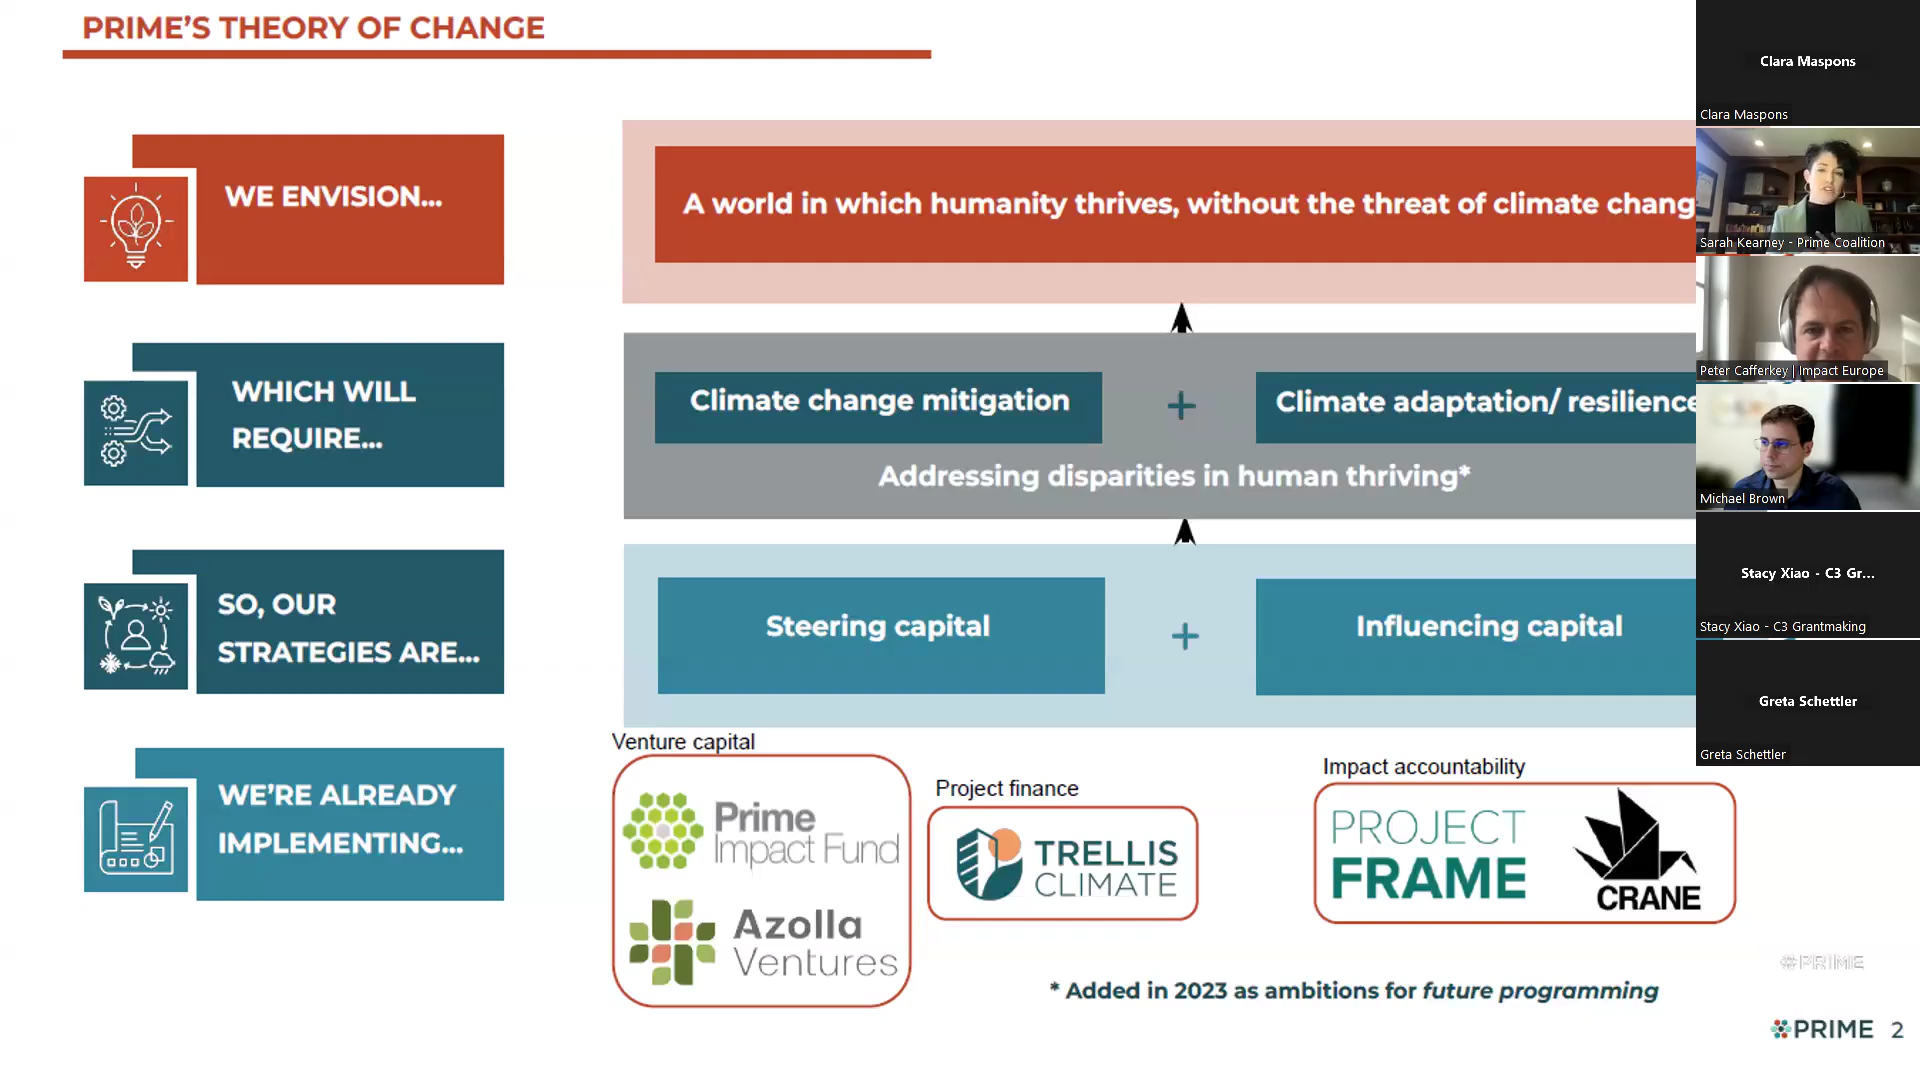 PRIME’S THEORY OF CHANGE
WE ENVISION...
A world in which humanity thrives, without the threat of climate chang
WHICH WILL
REQUIRE...
Climate change mitigation
+
Climate adaptation/ resilience
Addressing disparities in human thriving*
SO, OUR
STRATEGIES ARE...
Steering capital
+
Influencing capital
WE’RE ALREADY
IMPLEMENTING...
Venture capital
Prime
Impact Fund
Azolla
Ventures
Project finance
TRELLIS
CLIMATE
Impact accountability
PROJECT
FRAME
CRANE
* Added in 2023 as ambitions for future programming
PRIME
PRIME 2
Clara Maspons
Clara Maspons
Sarah Kearney - Prime Coalition
Peter Cafferkey | Impact Europe
Michael Brown
Stacy Xiao - C3 Gr...
Stacy Xiao - C3 Grantmaking
Greta Schettler
Greta Schettler